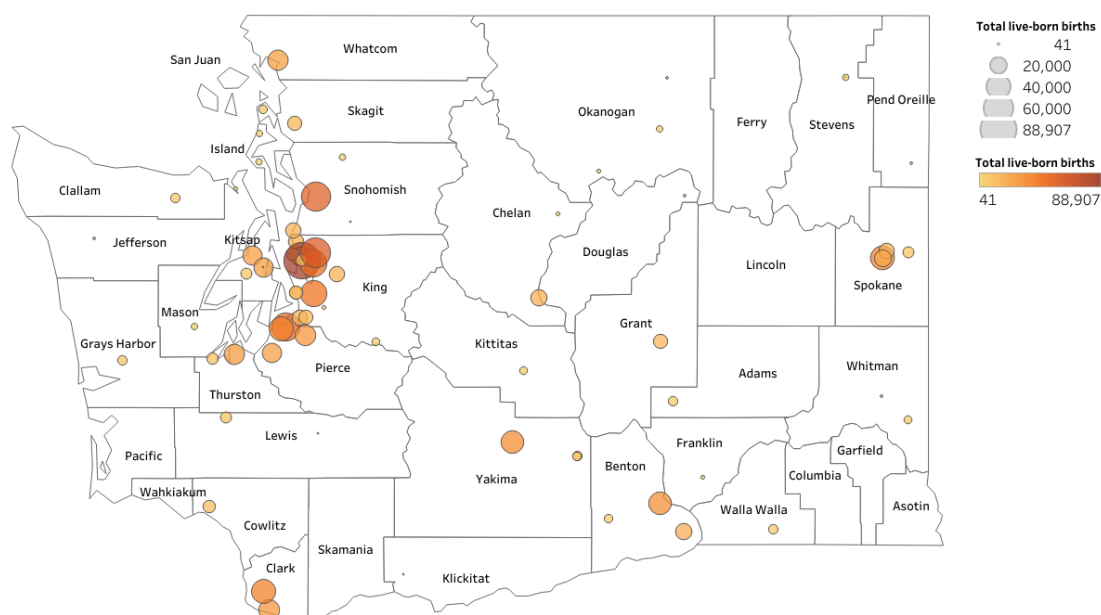 Whatcom
San Juan
Skagit
Okanogan
Ferry
Stevens
Pend Oreille
Island
Snohomish
Clallam
Chelan
Jefferson
Kitsap
Douglas
Lincoln
Spokane
King
Mason
Grant
Grays Harbor
Kittitas
Pierce
Adams
Whitman
Thurston
Lewis
Franklin
Garfield
Pacific
Benton
Yakima
Columbia
Wahkiakum
Cowlitz
Walla Walla
Asotin
Skamania
Clark
Klickitat
Total live-born births
41
20,000
40,000
60,000
88,907
Total live-born births
41 88,907